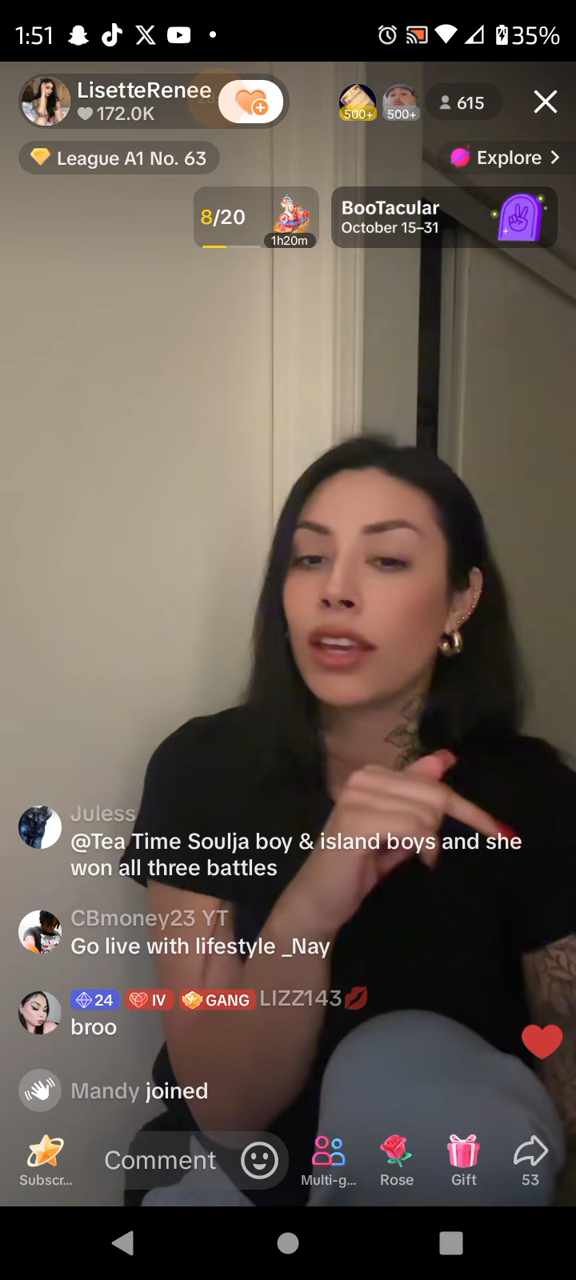 1:51
35%
LisetteRenee
172.0K
500+
500+
615
League A1 No. 63
Explore
8/20
1h20m
BooTacular
October 15–31
Juless
@Tea Time Soulja boy & island boys and she
won all three battles
CBmoney23 YT
Go live with lifestyle _Nay
24 IV GANG LIZZ143💋
broo
Mandy joined
Subscr...
Comment
Multi-g...
Rose
Gift
53